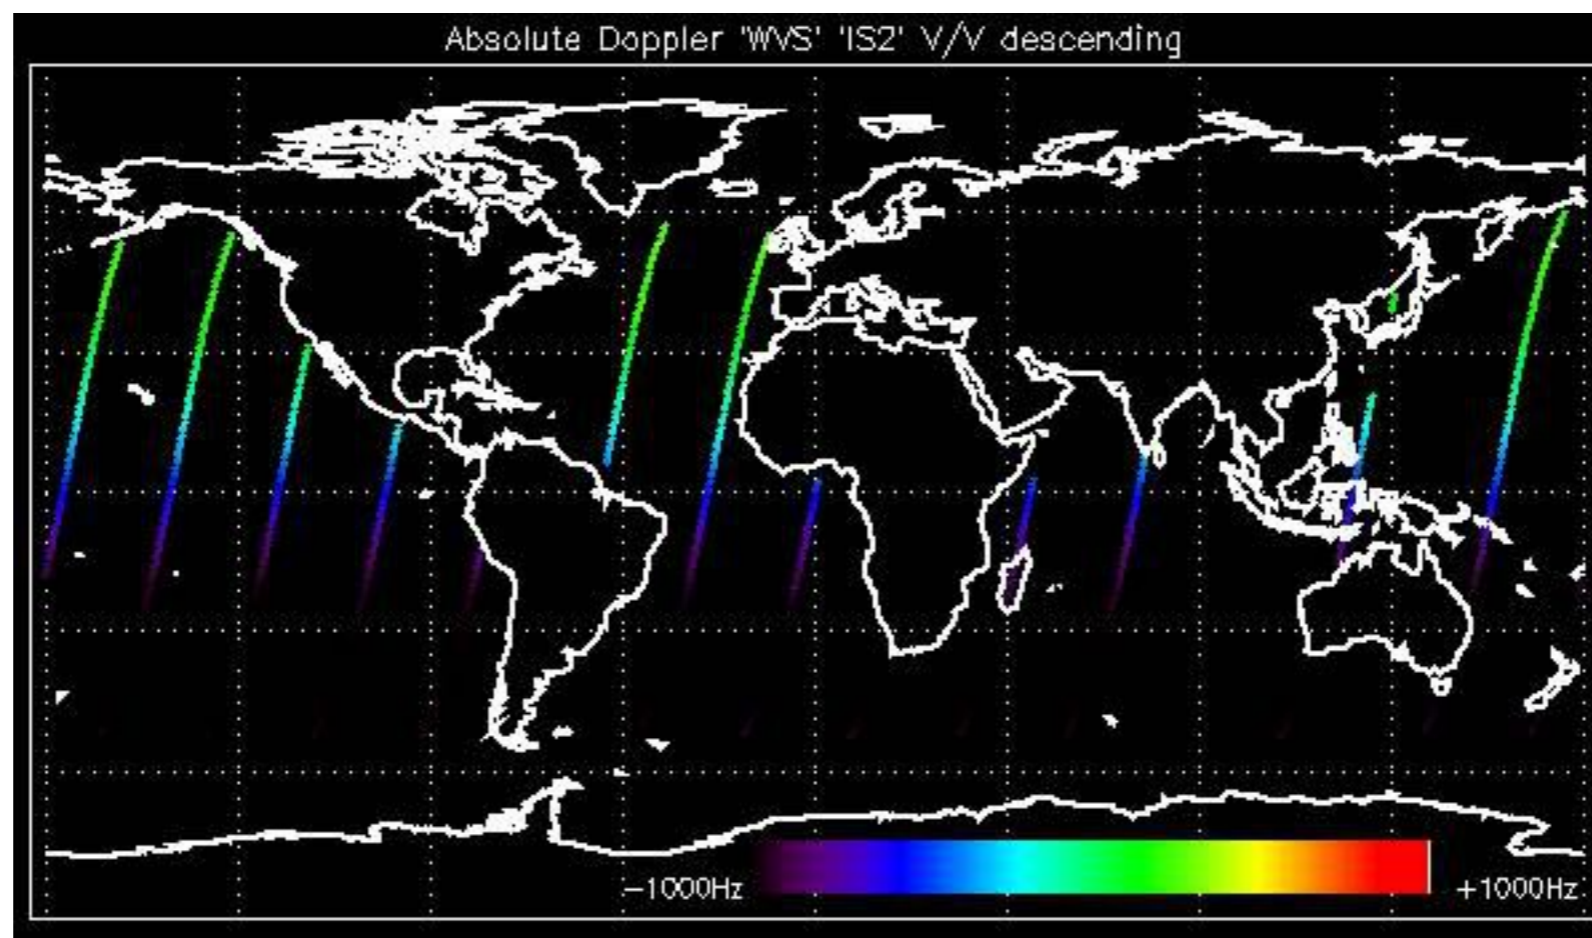 Absolute Doppler 'WVS' 'IS2' V/V descending
−1000Hz +1000Hz